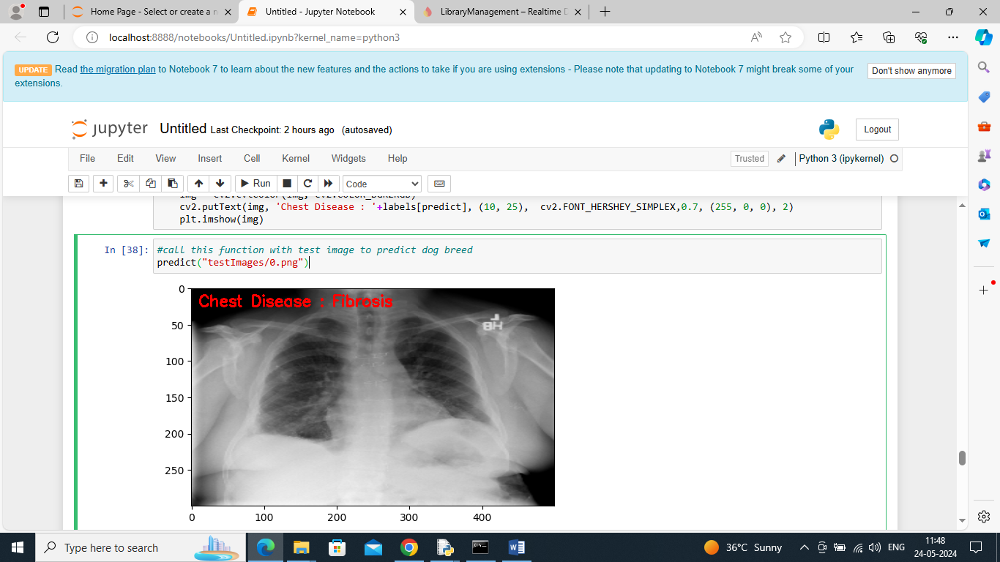 Home Page - Select or create a n
Untitled - Jupyter Notebook
LibraryManagement – Realtime D
localhost:8888/notebooks/Untitled.ipynb?kernel_name=python3
UPDATE Read the migration plan to Notebook 7 to learn about the new features and the actions to take if you are using extensions - Please note that updating to Notebook 7 might break some of your
extensions.
Don't show anymore
jupyter Untitled Last Checkpoint: 2 hours ago (autosaved)
Logout
File Edit View Insert Cell Kernel Widgets Help
Trusted
Python 3 (ipykernel)
Run
Code
cv2.putText(img, 'Chest Disease : '+labels[predict], (10, 25),  cv2.FONT_HERSHEY_SIMPLEX,0.7, (255, 0, 0), 2)
plt.imshow(img)
In [38]:
#call this function with test image to predict dog breed
predict("testImages/0.png")
Chest Disease : Fibrosis
0
50
100
150
200
250
0 100 200 300 400
Type here to search
36°C Sunny
ENG
11:48
24-05-2024